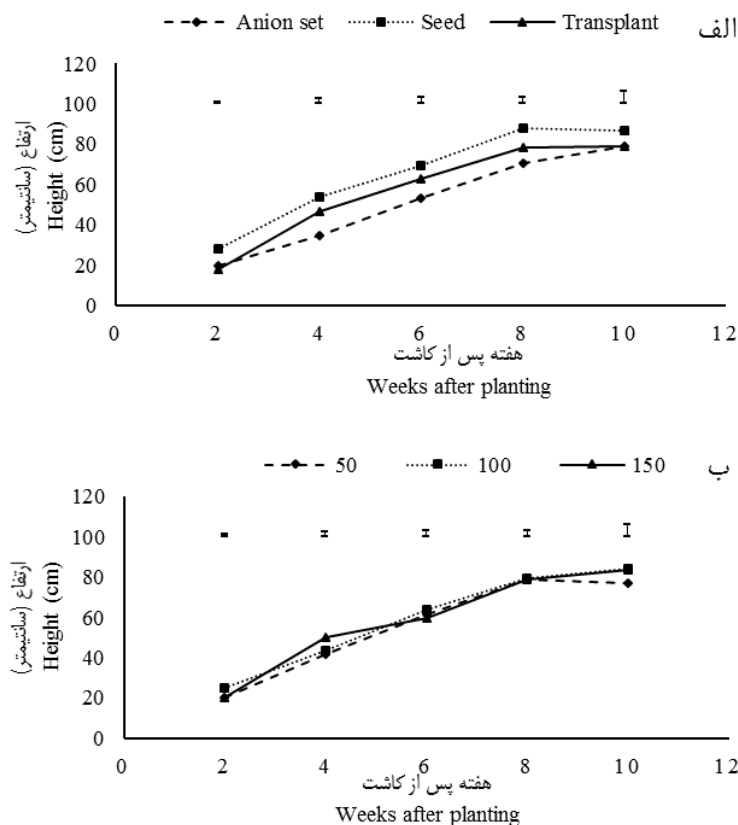 Anion set Seed Transplant
الف
120
100
80
60
40
20
0
ارتفاع (سانتیمتر)
Height (cm)
0 2 4 6 8 10 12
هفته پس از کاشت
Weeks after planting
50 100 150
ب
120
100
80
60
40
20
0
ارتفاع (سانتیمتر)
Height (cm)
0 2 4 6 8 10 12
هفته پس از کاشت
Weeks after planting